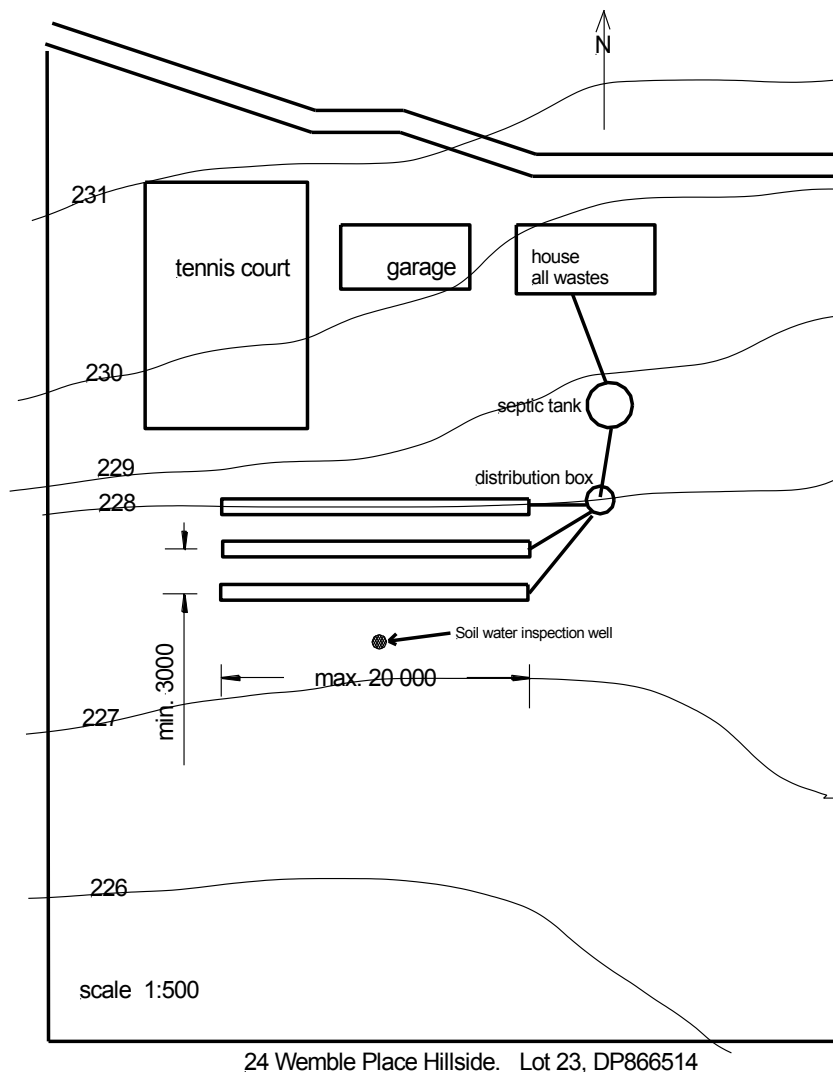 N
231
tennis court
garage
house
all wastes
230
septic tank
229
distribution box
228
Soil water inspection well
min. 3000
max. 20 000
227
226
scale 1:500
24 Wemble Place Hillside. Lot 23, DP866514